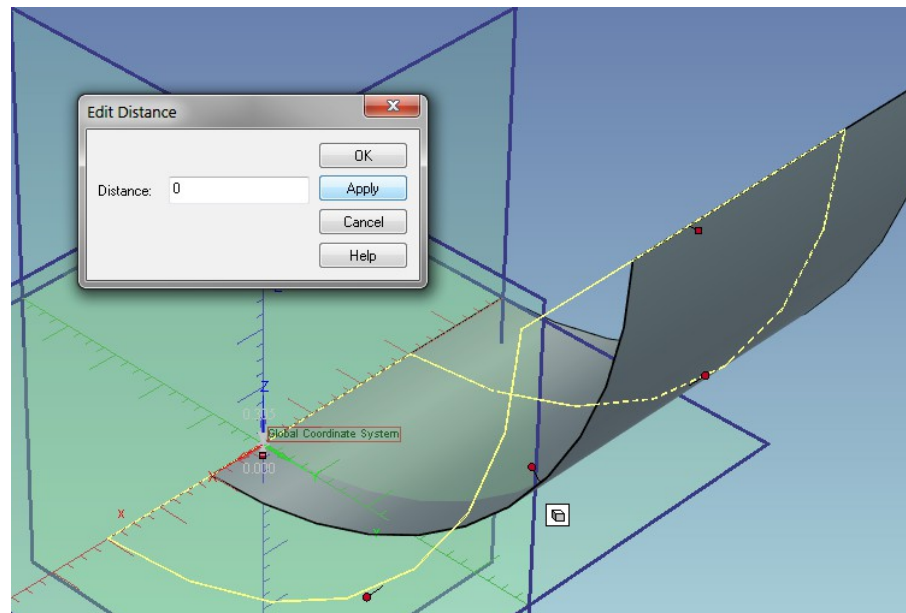 Edit Distance
OK
Distance: 0
Apply
Cancel
Help
Z
Z
Global Coordinate System
0.000
X
Y
X
Y